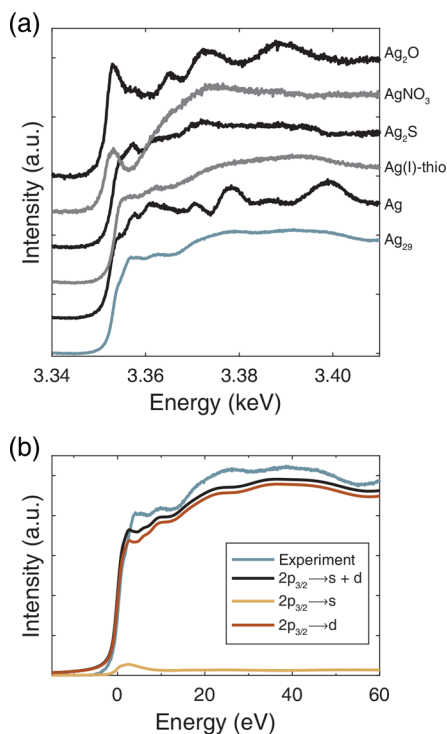 (a)
Intensity (a.u.)
Ag₂O
AgNO₃
Ag₂S
Ag(I)-thio
Ag
Ag₂₉
3.34 3.36 3.38 3.40
Energy (keV)
(b)
Intensity (a.u.)
Experiment
2p₃/₂→s + d
2p₃/₂→s
2p₃/₂→d
0 20 40 60
Energy (eV)